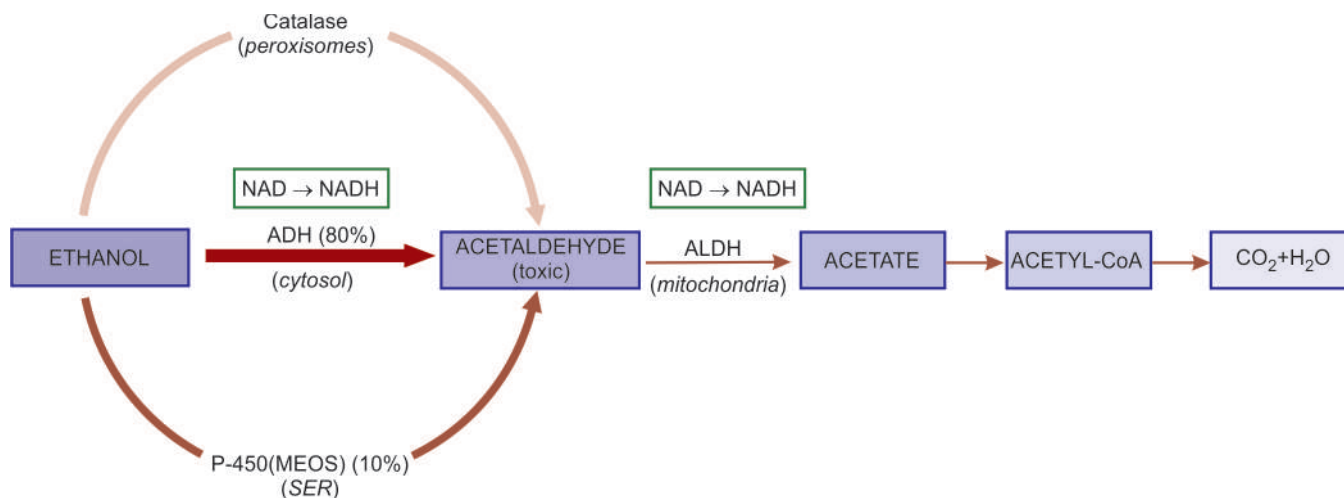 Catalase
(peroxisomes)
NAD → NADH
NAD → NADH
ETHANOL
ADH (80%)
(cytosol)
ACETALDEHYDE
(toxic)
ALDH
(mitochondria)
ACETATE
ACETYL-CoA
CO₂+H₂O
P-450(MEOS) (10%)
(SER)